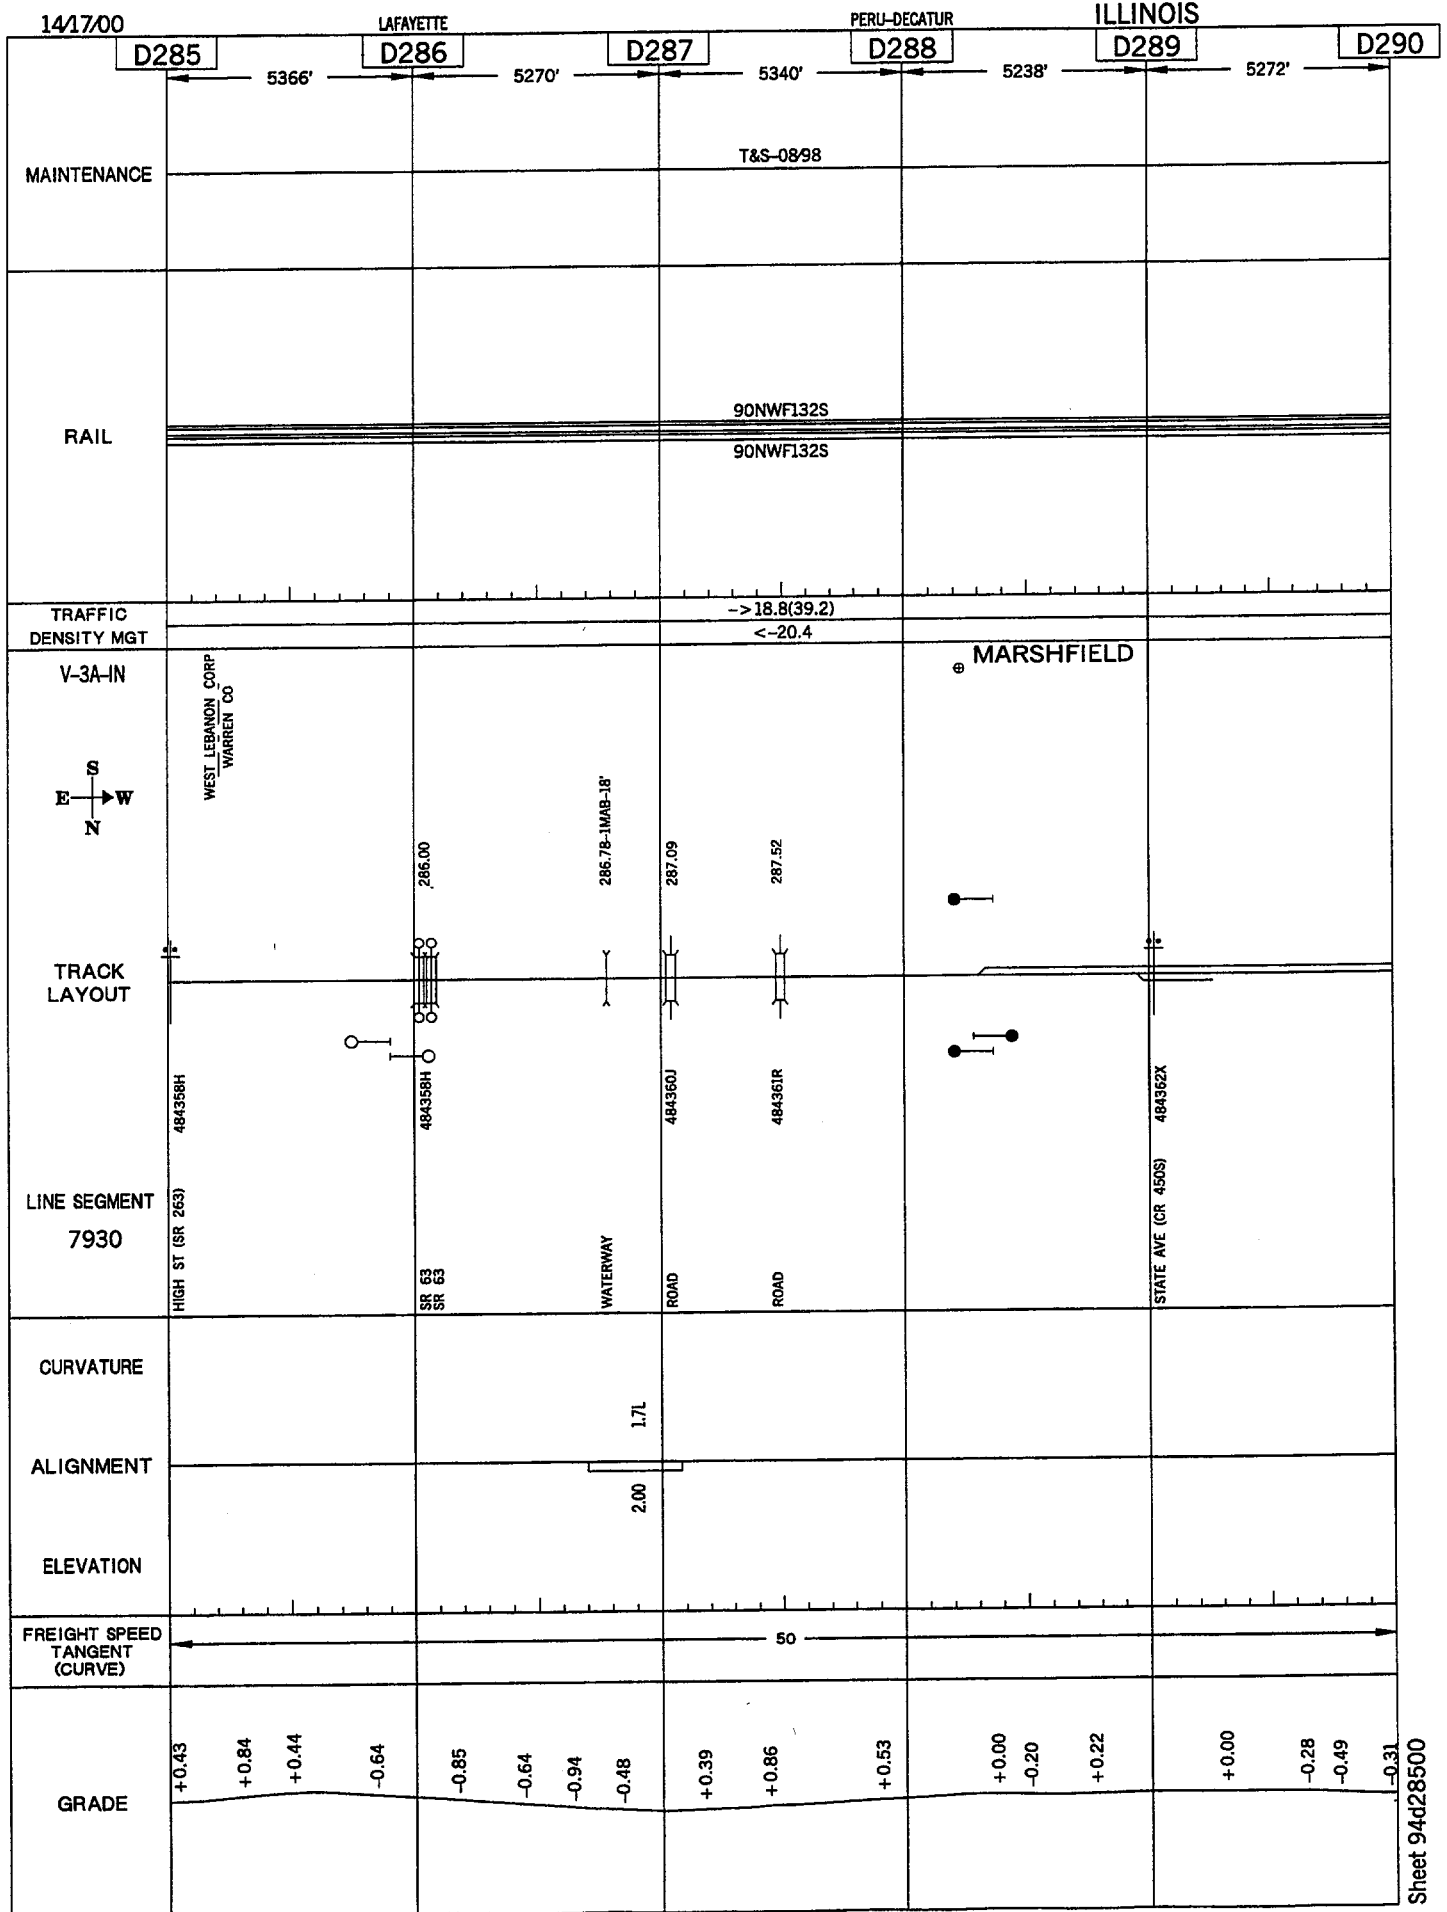 14/17/00
LAFAYETTE
PERU-DECATUR
ILLINOIS
D285
D286
D287
D288
D289
D290
5366'
5270'
5340'
5238'
5272'
MAINTENANCE
T&S-08/98
RAIL
90NWF132S
90NWF132S
TRAFFIC
DENSITY MGT
->18.8(39.2)
<-20.4
V-3A-IN
WEST LEBANON CORP
WARREN CO
MARSHFIELD
S
E
W
N
286.00
286.78-1MAB-18'
287.09
287.52
TRACK
LAYOUT
484358H
484358H
484360J
484361R
484362X
LINE SEGMENT
7930
HIGH ST (SR 263)
SR 63
SR 63
WATERWAY
ROAD
ROAD
STATE AVE (CR 450S)
CURVATURE
1.7L
ALIGNMENT
2.00
ELEVATION
FREIGHT SPEED
TANGENT
(CURVE)
50
GRADE
+0.43
+0.84
+0.44
-0.64
-0.85
-0.64
-0.94
-0.48
+0.39
+0.86
+0.53
+0.00
-0.20
+0.22
+0.00
-0.28
-0.49
-0.31
Sheet 94d28500